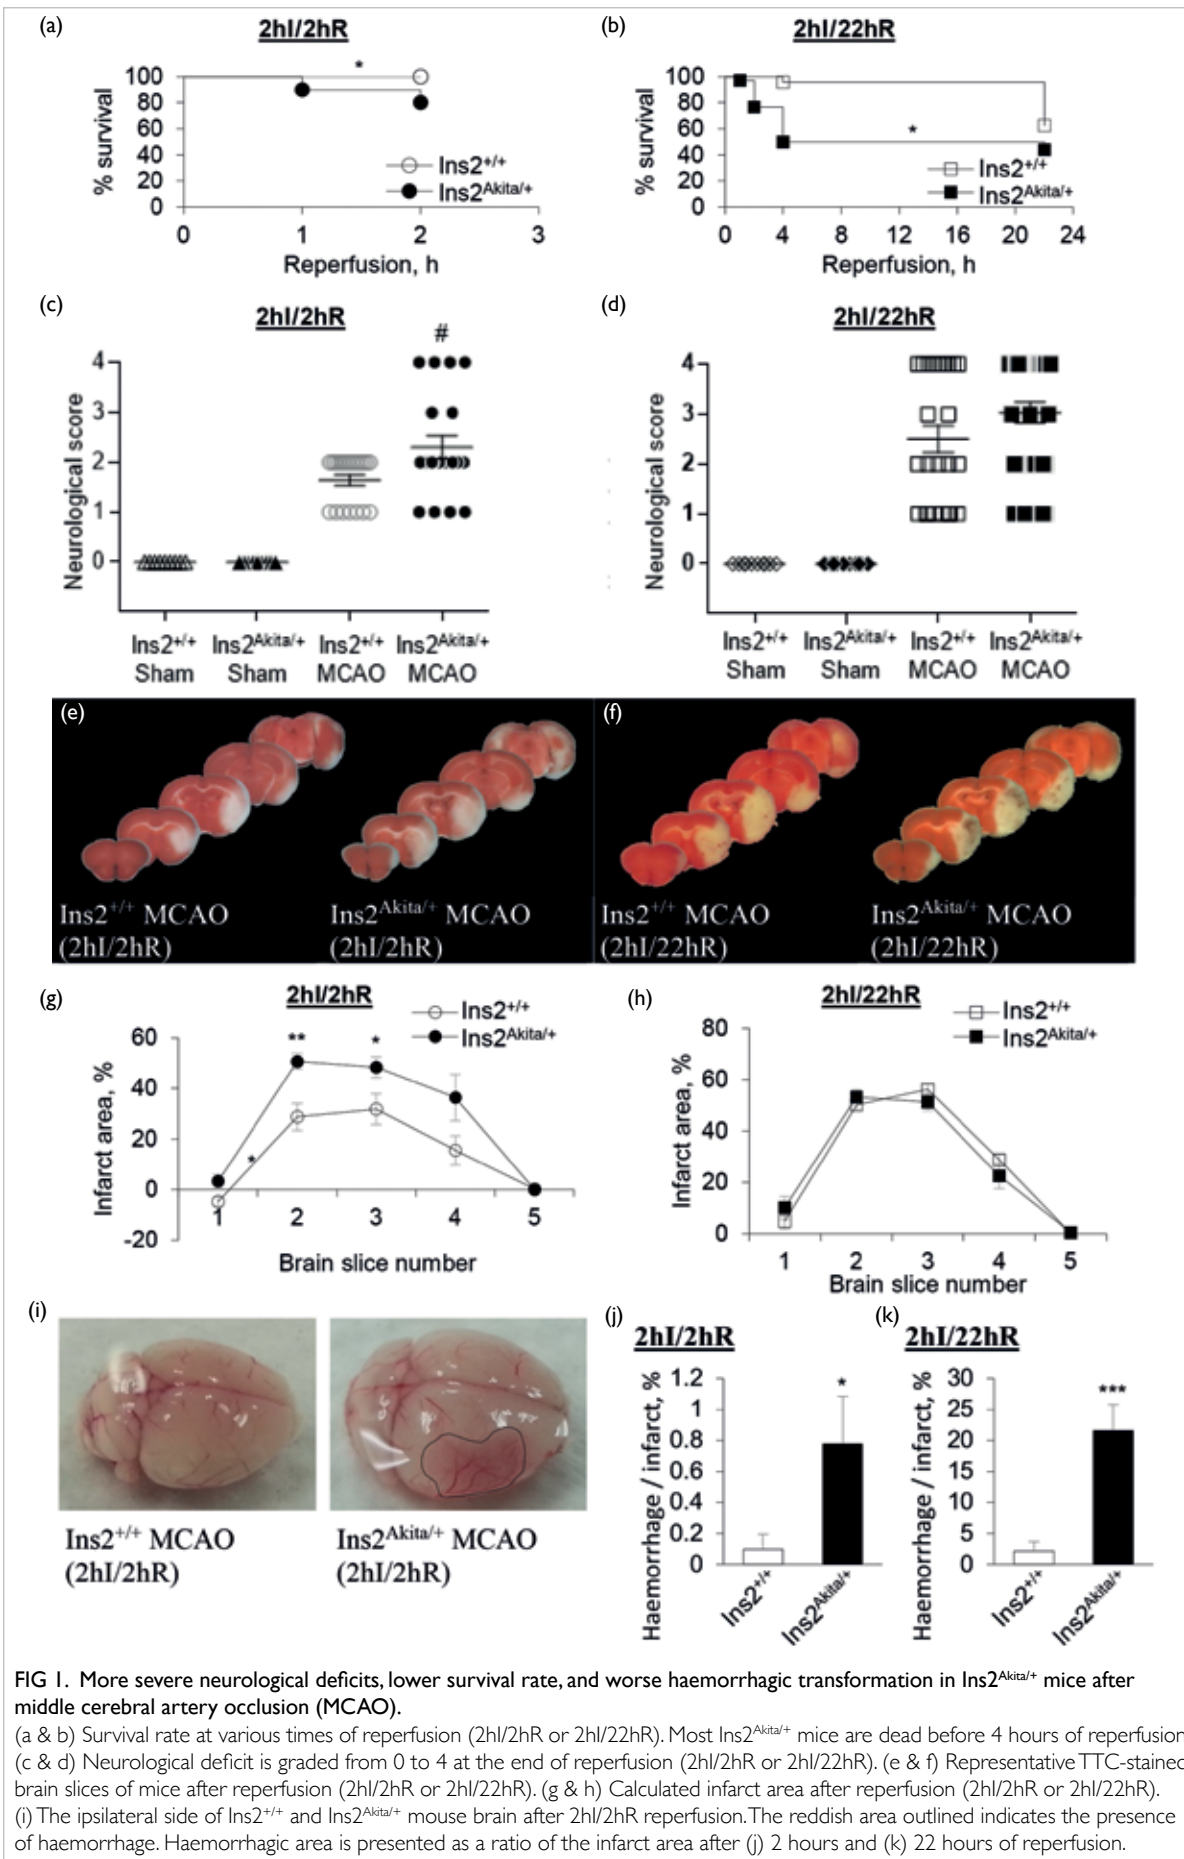 (a)
2hI/2hR
% survival
100
80
60
40
20
0
*
Ins2+/+
Ins2Akita/+
0 1 2 3
Reperfusion, h
(b)
2hI/22hR
% survival
100
80
60
40
20
0
*
Ins2+/+
Ins2Akita/+
0 4 8 12 16 20 24
Reperfusion, h
(c)
2hI/2hR
#
Neurological score
4
3
2
1
0
Ins2+/+ Ins2Akita/+ Ins2+/+ Ins2Akita/+
Sham Sham MCAO MCAO
(d)
2hI/22hR
Neurological score
4
3
2
1
0
Ins2+/+ Ins2Akita/+ Ins2+/+ Ins2Akita/+
Sham Sham MCAO MCAO
(e)
Ins2+/+ MCAO
(2hI/2hR)
Ins2Akita/+ MCAO
(2hI/2hR)
(f)
Ins2+/+ MCAO
(2hI/22hR)
Ins2Akita/+ MCAO
(2hI/22hR)
(g)
2hI/2hR
Ins2+/+
Ins2Akita/+
Infarct area, %
60
40
20
0
-20
** *
*
1 2 3 4 5
Brain slice number
(h)
2hI/22hR
Ins2+/+
Ins2Akita/+
Infarct area, %
80
60
40
20
0
1 2 3 4 5
Brain slice number
(i)
Ins2+/+ MCAO
(2hI/2hR)
Ins2Akita/+ MCAO
(2hI/2hR)
(j)
2hI/2hR
Haemorrhage / infarct, %
1.2
1
0.8
0.6
0.4
0.2
0
*
Ins2+/+
Ins2Akita/+
(k)
2hI/22hR
Haemorrhage / infarct, %
30
25
20
15
10
5
0
***
Ins2+/+
Ins2Akita/+
FIG 1. More severe neurological deficits, lower survival rate, and worse haemorrhagic transformation in Ins2Akita/+ mice after
middle cerebral artery occlusion (MCAO).
(a & b) Survival rate at various times of reperfusion (2hI/2hR or 2hI/22hR). Most Ins2Akita/+ mice are dead before 4 hours of reperfusion
(c & d) Neurological deficit is graded from 0 to 4 at the end of reperfusion (2hI/2hR or 2hI/22hR). (e & f) Representative TTC-stained
brain slices of mice after reperfusion (2hI/2hR or 2hI/22hR). (g & h) Calculated infarct area after reperfusion (2hI/2hR or 2hI/22hR).
(i) The ipsilateral side of Ins2+/+ and Ins2Akita/+ mouse brain after 2hI/2hR reperfusion. The reddish area outlined indicates the presence
of haemorrhage. Haemorrhagic area is presented as a ratio of the infarct area after (j) 2 hours and (k) 22 hours of reperfusion.